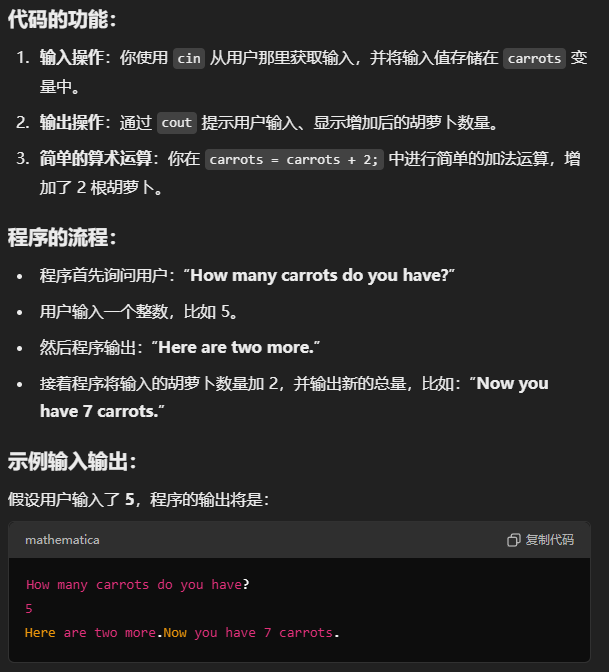 代码的功能：
1. 输入操作：你使用 cin 从用户那里获取输入，并将输入值存储在 carrots 变
量中。
2. 输出操作：通过 cout 提示用户输入、显示增加后的胡萝卜数量。
3. 简单的算术运算：你在 carrots = carrots + 2; 中进行简单的加法运算，增
加了 2 根胡萝卜。
程序的流程：
• 程序首先询问用户：“How many carrots do you have?”
• 用户输入一个整数，比如 5。
• 然后程序输出：“Here are two more.”
• 接着程序将输入的胡萝卜数量加 2，并输出新的总量，比如：“Now you
have 7 carrots.”
示例输入输出：
假设用户输入了 5，程序的输出将是：
mathematica 复制代码
How many carrots do you have?
5
Here are two more.Now you have 7 carrots.